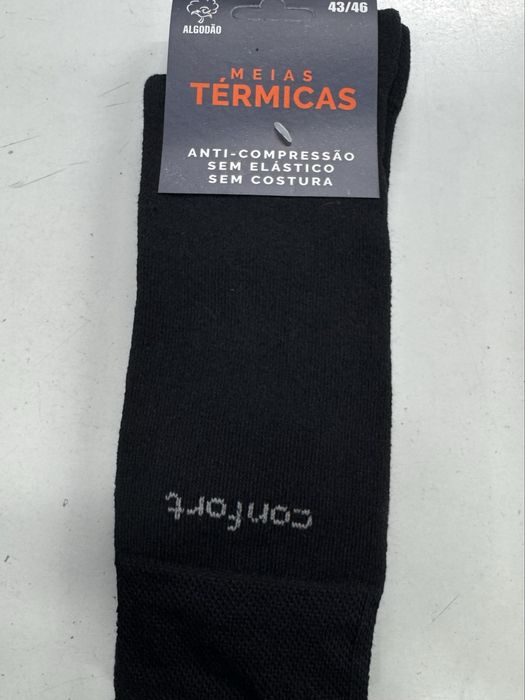 43/46
ALGODÃO
MEIAS
TÉRMICAS
ANTI-COMPRESSÃO
SEM ELÁSTICO
SEM COSTURA
confort